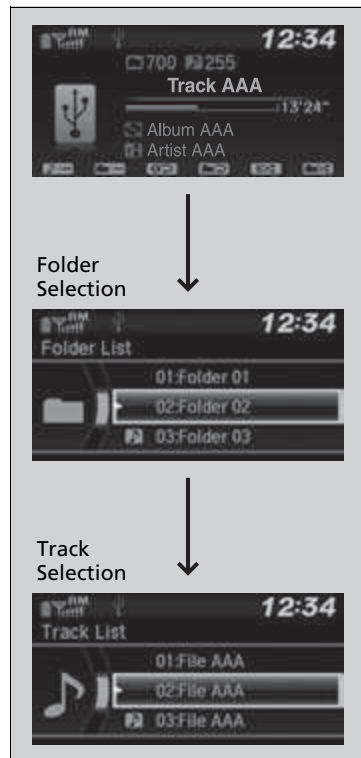 12:34
700 255
Track AAA
13'24"
Album AAA
Artist AAA
Folder
Selection
12:34
Folder List
01:Folder 01
02:Folder 02
03:Folder 03
Track
Selection
12:34
Track List
01:File AAA
02:File AAA
03:File AAA